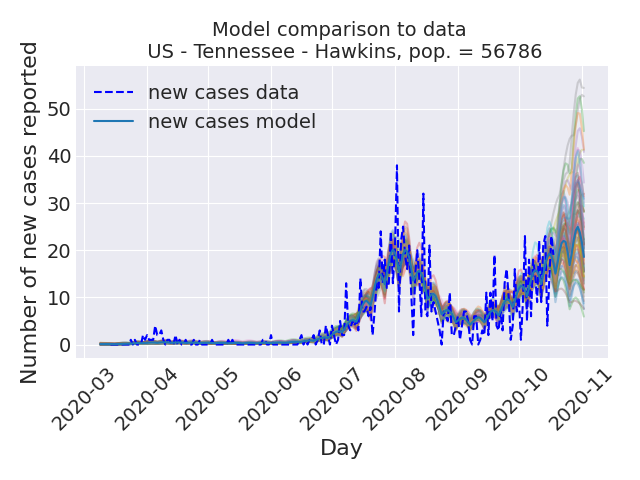 Model comparison to data
US - Tennessee - Hawkins, pop. = 56786
new cases data
new cases model
Number of new cases reported
50
40
30
20
10
0
2020-03
2020-04
2020-05
2020-06
2020-07
2020-08
2020-09
2020-10
2020-11
Day